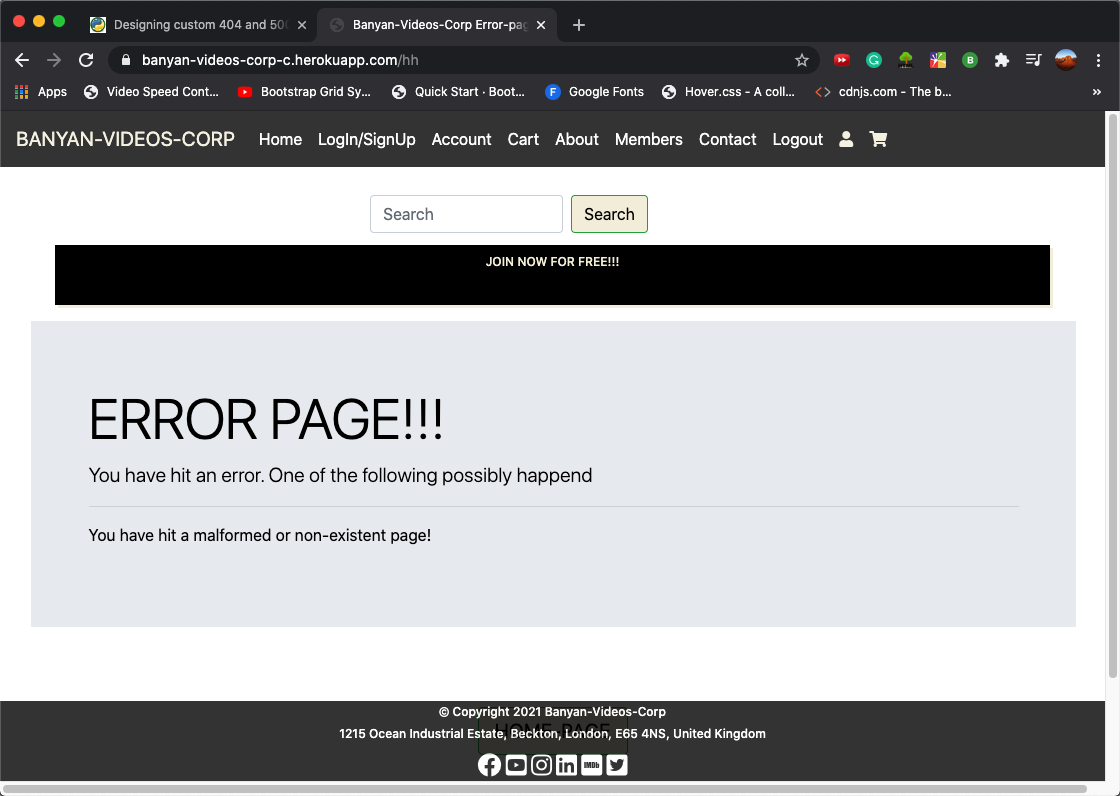 Designing custom 404 and 50
Banyan-Videos-Corp Error-pag
banyan-videos-corp-c.herokuapp.com/hh
Apps Video Speed Cont... Bootstrap Grid Sy... Quick Start · Boot... F Google Fonts Hover.css - A coll... cdnjs.com - The b... »
BANYAN-VIDEOS-CORP Home LogIn/SignUp Account Cart About Members Contact Logout
Search Search
JOIN NOW FOR FREE!!!
ERROR PAGE!!!
You have hit an error. One of the following possibly happend
You have hit a malformed or non-existent page!
© Copyright 2021 Banyan-Videos-Corp
HOME PAGE
1215 Ocean Industrial Estate, Beckton, London, E65 4NS, United Kingdom
IMDb